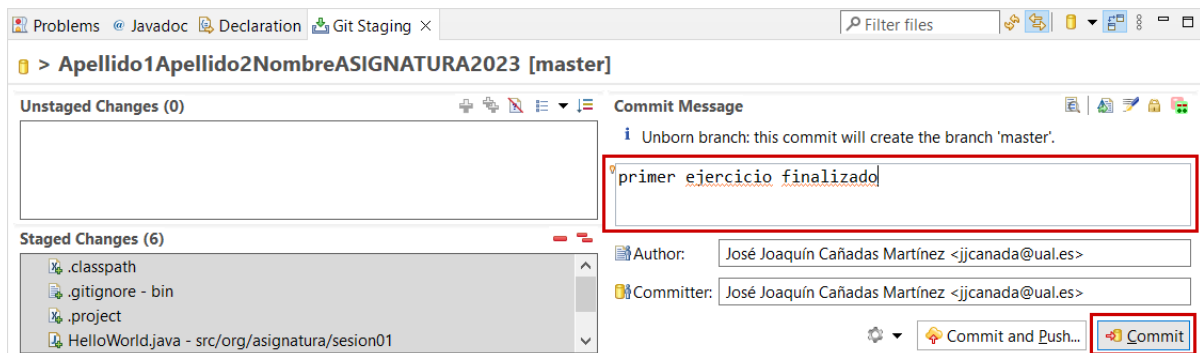 Problems @ Javadoc Declaration Git Staging Filter files
> Apellido1Apellido2NombreASIGNATURA2023 [master]
Unstaged Changes (0)
Staged Changes (6)
.classpath
.gitignore - bin
.project
HelloWorld.java - src/org/asignatura/sesion01
Commit Message
Unborn branch: this commit will create the branch 'master'.
primer ejercicio finalizado
Author: José Joaquín Cañadas Martínez <jjcanada@ual.es>
Committer: José Joaquín Cañadas Martínez <jjcanada@ual.es>
Commit and Push... Commit